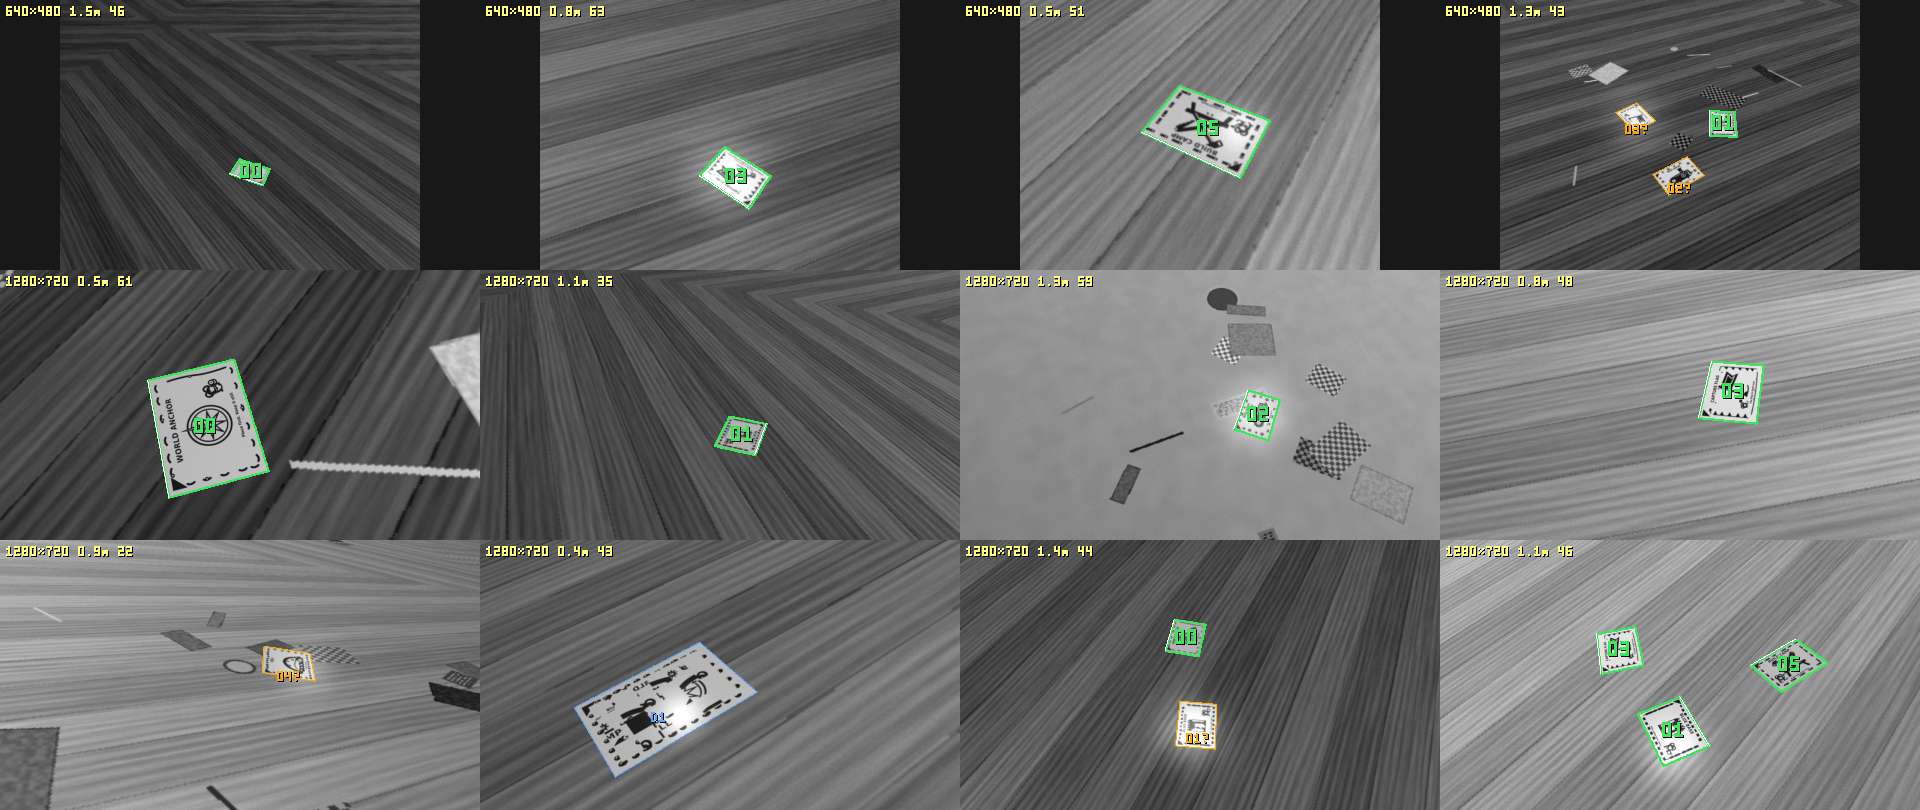 640×480 1.5m 46
640×480 0.8m 63
640×480 0.5m 51
640×480 1.3m 43
00
03
05
BUILD CAMP
03?
01
02?
1280×720 0.5m 61
1280×720 1.1m 35
1280×720 1.3m 59
1280×720 0.8m 48
WORLD ANCHOR
00
01
02
03
1280×720 0.9m 22
1280×720 0.4m 43
1280×720 1.4m 44
1280×720 1.1m 46
04?
01
00
01?
03
05
01